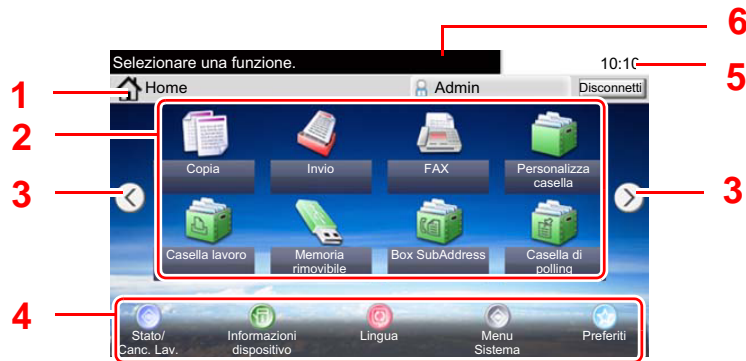 6
Selezionare una funzione. 10:10
5
1
Home Admin Disconnetti
2
Copia Invio FAX Personalizza
casella
3 3
Casella lavoro Memoria Box SubAddress Casella di
rimovibile polling
4
Stato/ Informazioni Lingua Menu Preferiti
Canc. Lav. dispositivo Sistema